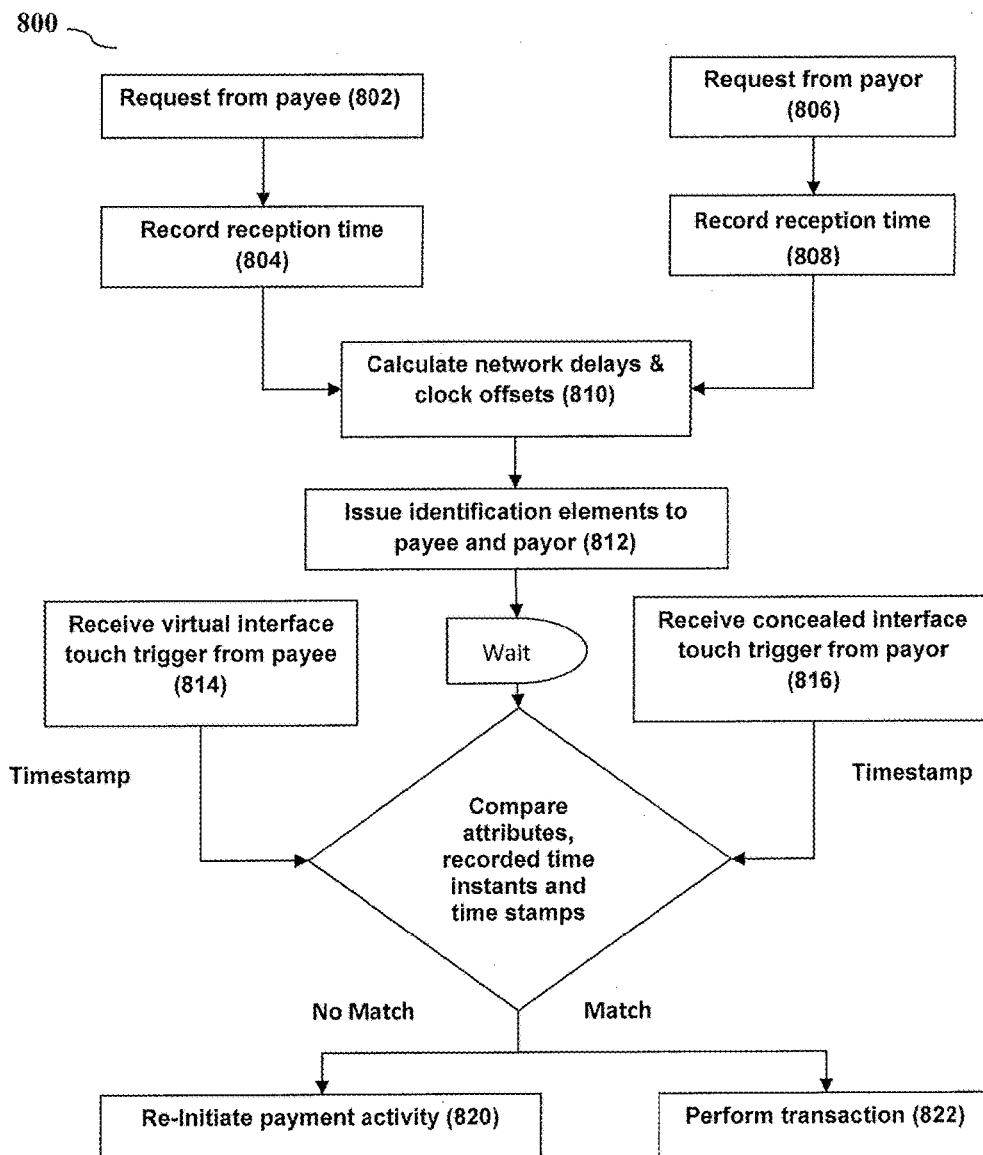 800
Request from payee (802)
Request from payor
(806)
Record reception time
(804)
Record reception time
(808)
Calculate network delays &
clock offsets (810)
Issue identification elements to
payee and payor (812)
Receive virtual interface
touch trigger from payee
(814)
Wait
Receive concealed interface
touch trigger from payor
(816)
Timestamp
Timestamp
Compare
attributes,
recorded time
instants and
time stamps
No Match
Match
Re-Initiate payment activity (820)
Perform transaction (822)